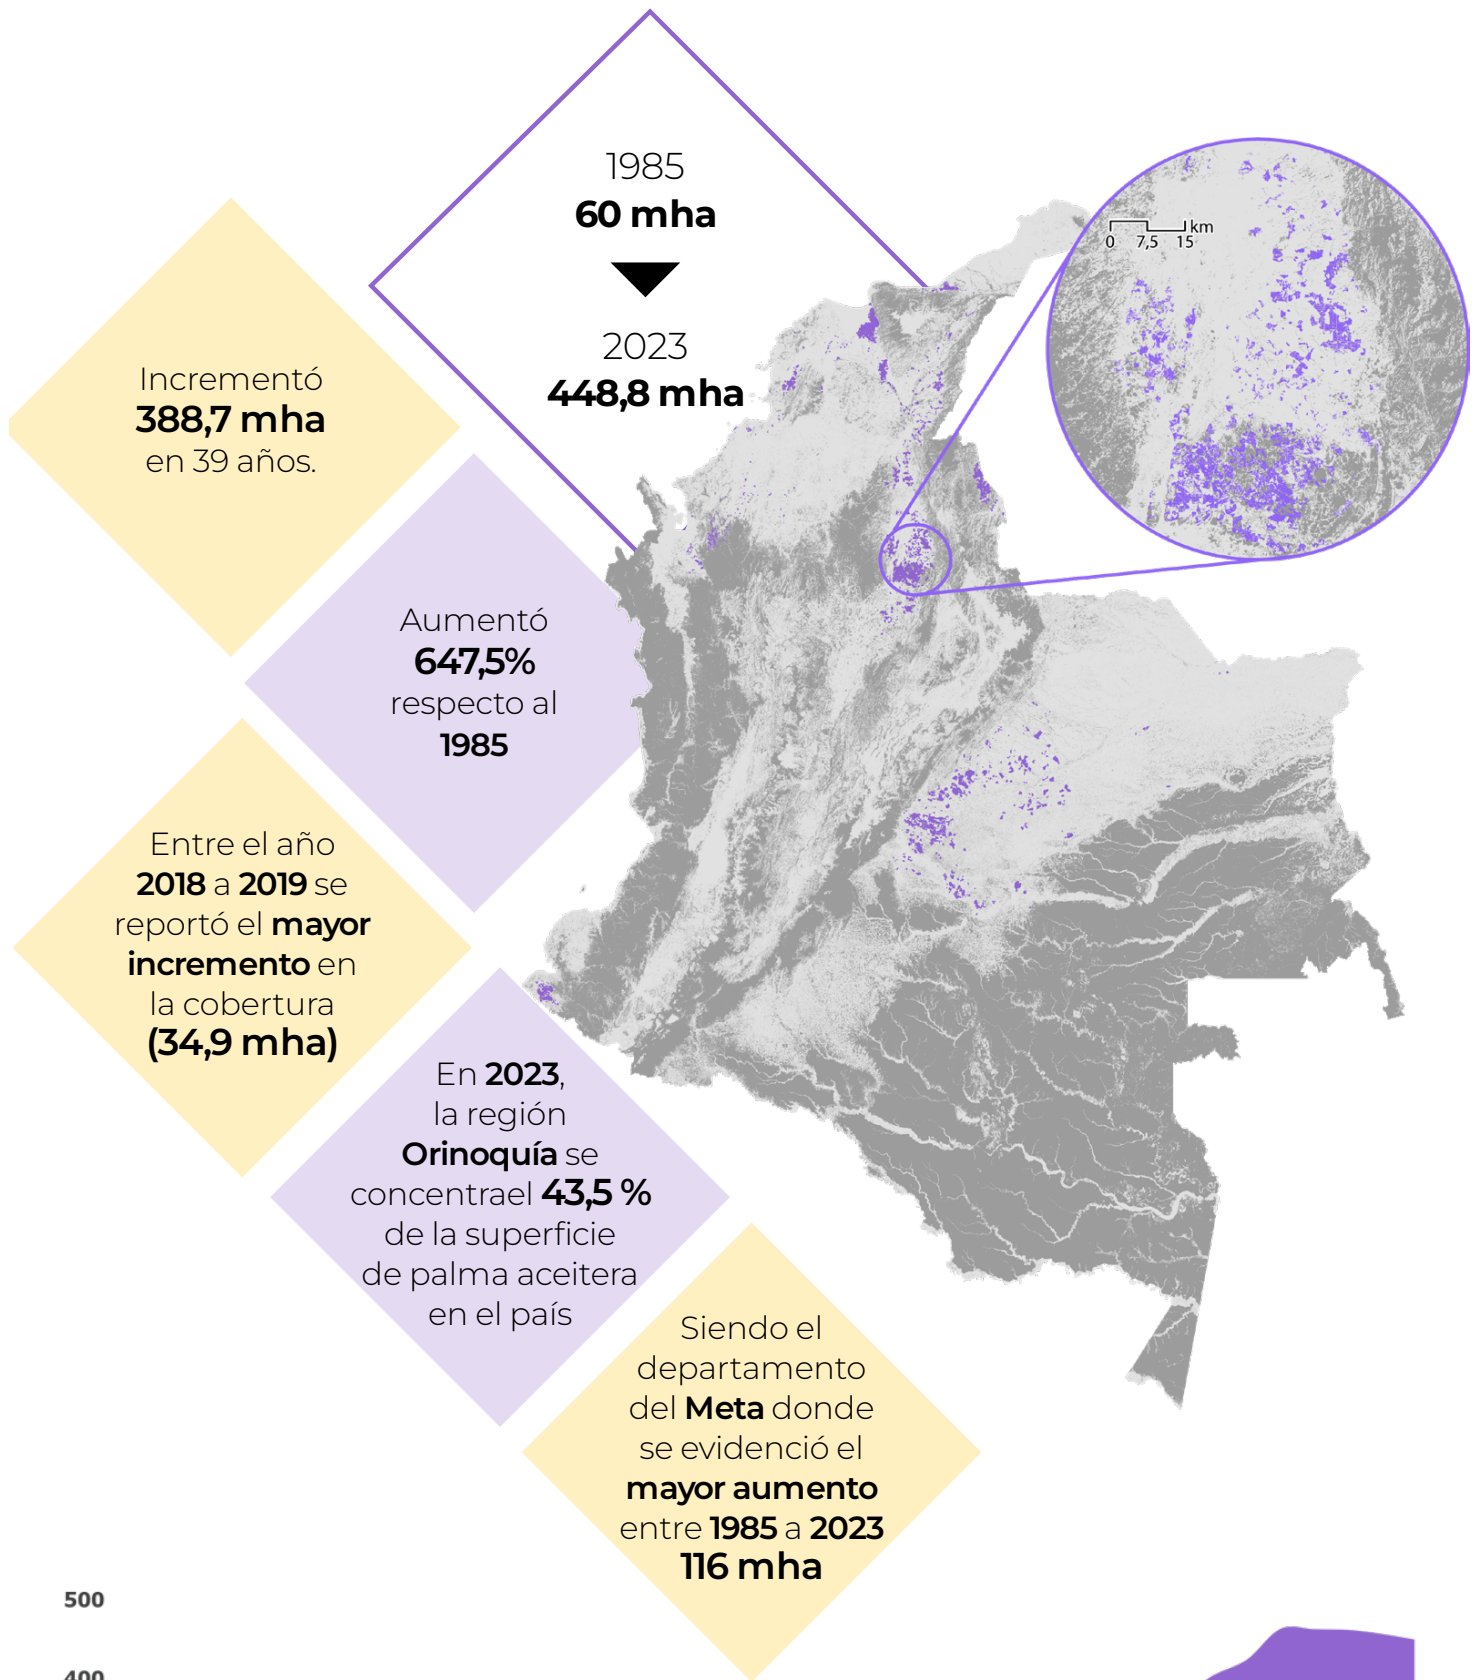 1985
60 mha
2023
448,8 mha
km
0 7,5 15
Incrementó
388,7 mha
en 39 años.
Aumentó
647,5%
respecto al
1985
Entre el año
2018 a 2019 se
reportó el mayor
incremento en
la cobertura
(34,9 mha)
En 2023,
la región
Orinoquía se
concentrael 43,5 %
de la superficie
de palma aceitera
en el país
Siendo el
departamento
del Meta donde
se evidenció el
mayor aumento
entre 1985 a 2023
116 mha
500
400